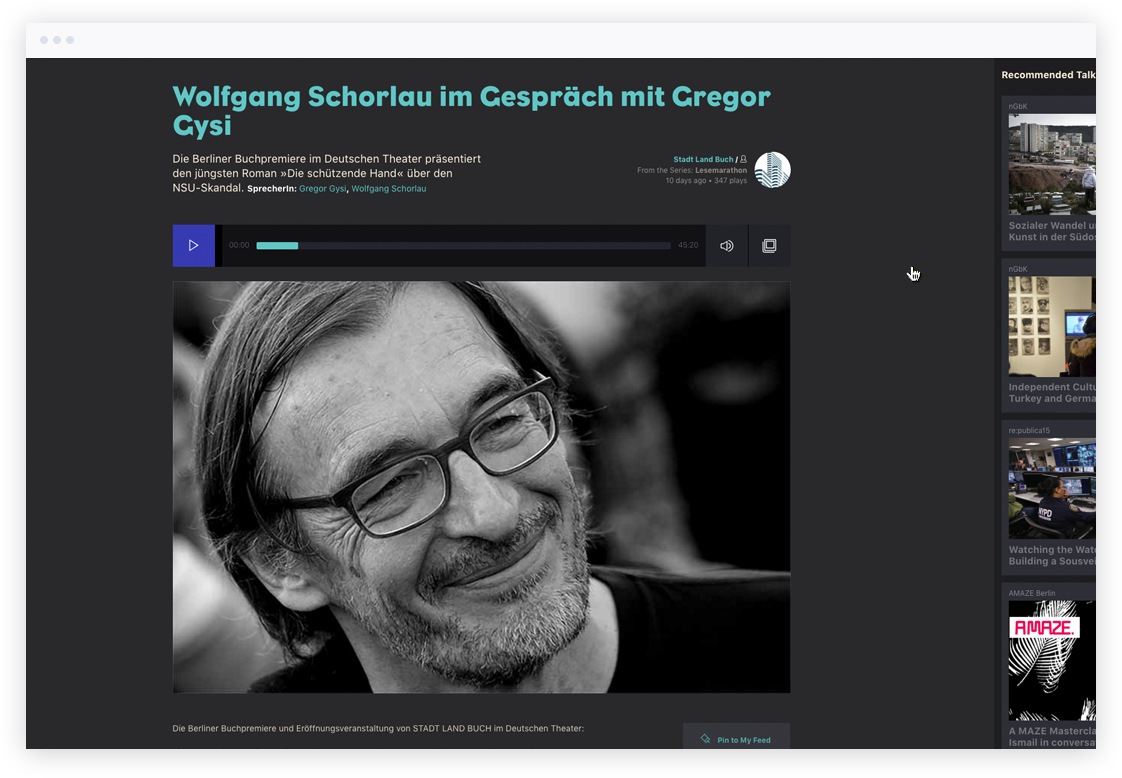 Wolfgang Schorlau im Gespräch mit Gregor
Gysi
Die Berliner Buchpremiere im Deutschen Theater präsentiert
den jüngsten Roman »Die schützende Hand« über den
NSU-Skandal. SprecherIn: Gregor Gysi, Wolfgang Schorlau
Stadt Land Buch /
From the Series: Lesemarathon
10 days ago • 347 plays
00:00
45:20
Die Berliner Buchpremiere und Eröffnungsveranstaltung von STADT LAND BUCH im Deutschen Theater:
Pin to My Feed
Recommended Talk
nGbK
Sozialer Wandel u
Kunst in der Südos
nGbK
Independent Cultu
Turkey and Germa
re:publica15
NYPD
Watching the Wat
Building a Sousvei
AMAZE Berlin
AMAZE.
A MAZE Mastercla
Ismail in conversa